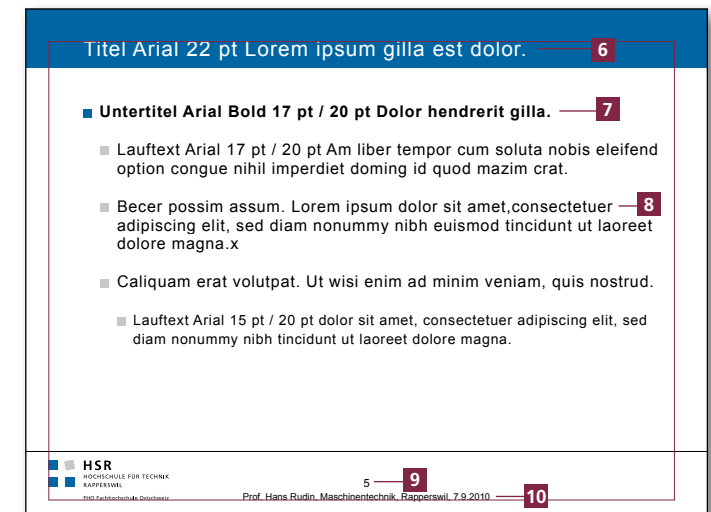 Titel Arial 22 pt Lorem ipsum gilla est dolor. 6
Untertitel Arial Bold 17 pt / 20 pt Dolor hendrerit gilla. 7
Lauftext Arial 17 pt / 20 pt Am liber tempor cum soluta nobis eleifend
option congue nihil imperdiet doming id quod mazim crat.
Becer possim assum. Lorem ipsum dolor sit amet,consectetuer 8
adipiscing elit, sed diam nonummy nibh euismod tincidunt ut laoreet
dolore magna.x
Caliquam erat volutpat. Ut wisi enim ad minim veniam, quis nostrud.
Lauftext Arial 15 pt / 20 pt dolor sit amet, consectetuer adipiscing elit, sed
diam nonummy nibh tincidunt ut laoreet dolore magna.
HSR
HOCHSCHULE FÜR TECHNIK
RAPPERSWIL
FHO Fachhochschule Ostschweiz
5 9
Prof. Hans Rudin, Maschinentechnik, Rapperswil, 7.9.2010 10